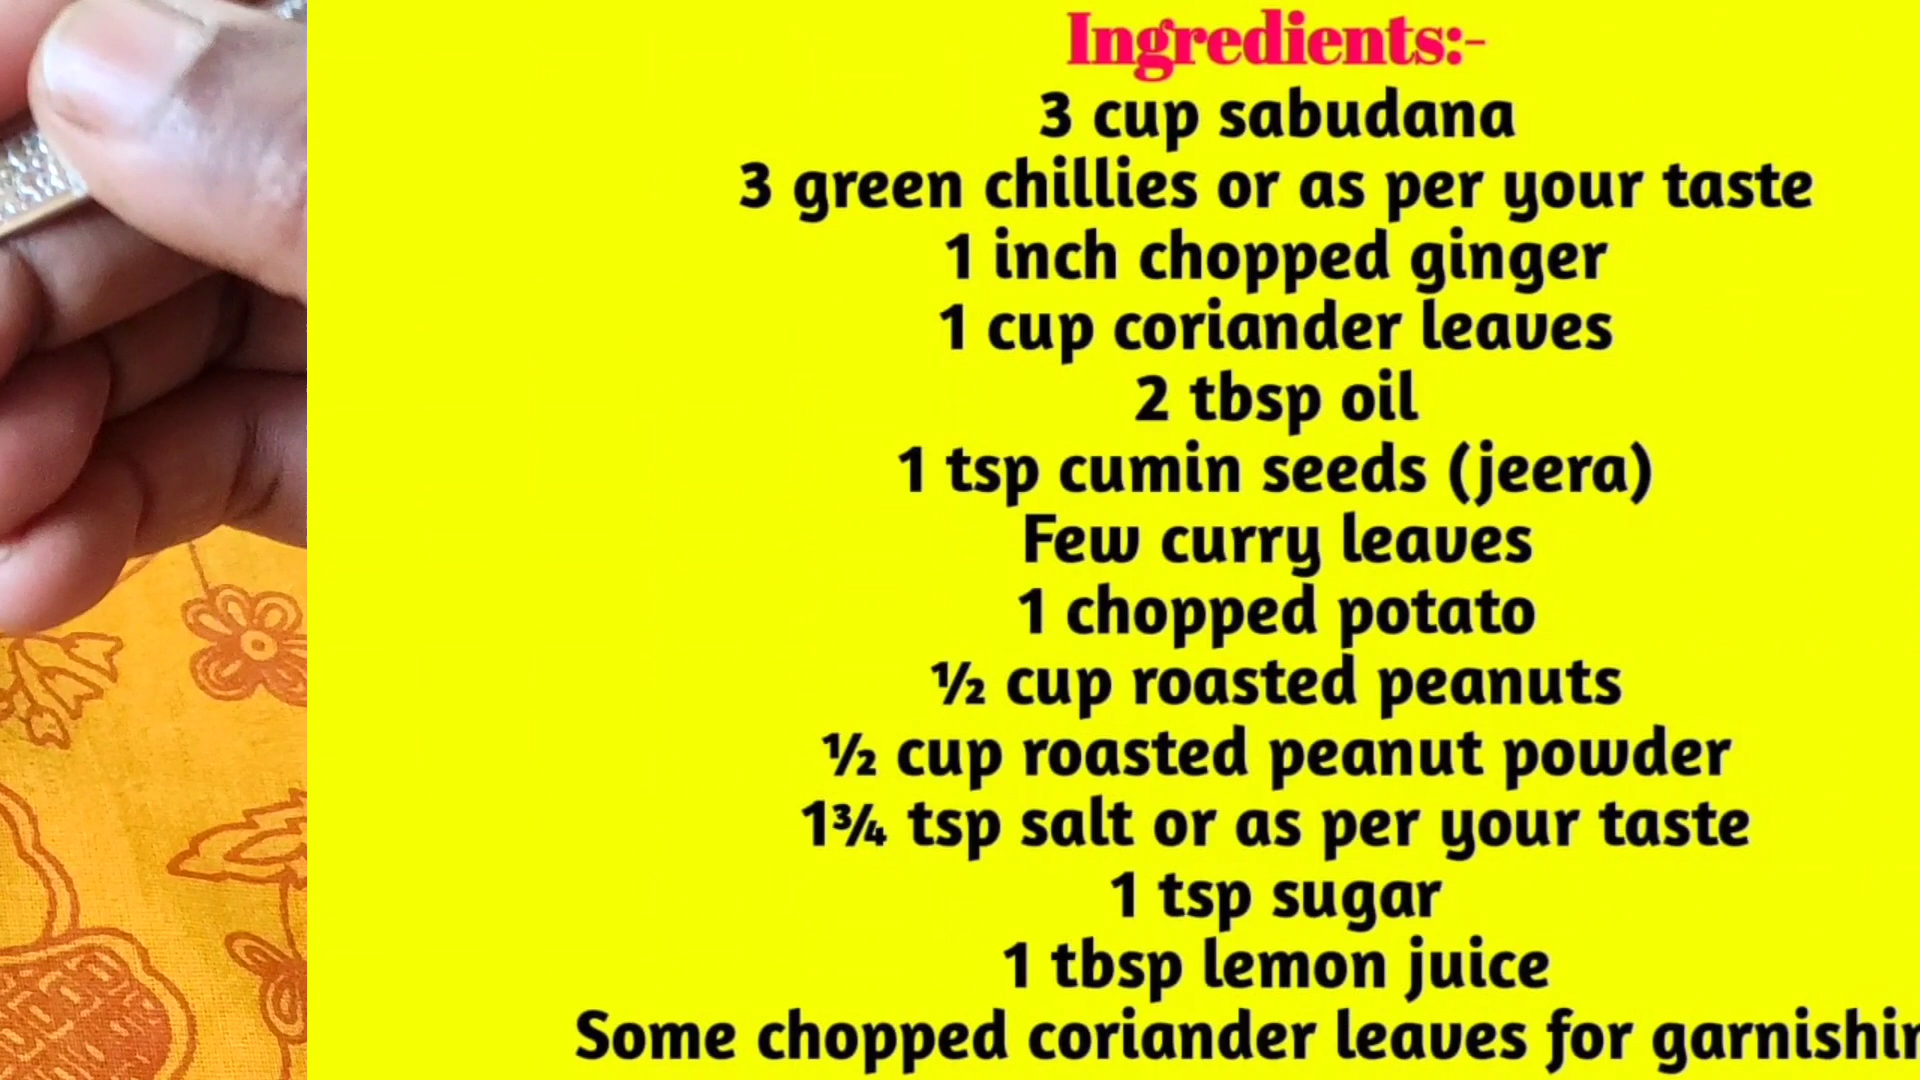 Ingredients:-
3 cup sabudana
3 green chillies or as per your taste
1 inch chopped ginger
1 cup coriander leaves
2 tbsp oil
1 tsp cumin seeds (jeera)
Few curry leaves
1 chopped potato
½ cup roasted peanuts
½ cup roasted peanut powder
1¾ tsp salt or as per your taste
1 tsp sugar
1 tbsp lemon juice
Some chopped coriander leaves for